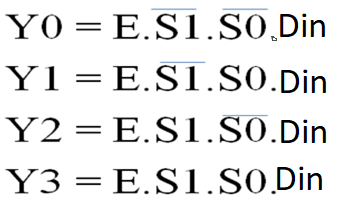 Y0 = E.S̅1̅.S̅0̅.Din
Y1 = E.S̅1̅.S0.Din
Y2 = E.S1.S̅0̅.Din
Y3 = E.S1.S0.Din